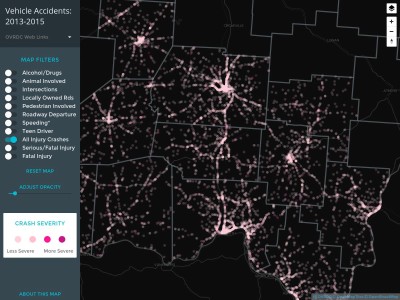 Vehicle Accidents:
2013-2015
OVRDC Web Links
MAP FILTERS
Alcohol/Drugs
Animal Involved
Intersections
Locally Owned Rds
Pedestrian Involved
Roadway Departure
Speeding*
Teen Driver
All Injury Crashes
Serious/Fatal Injury
Fatal Injury
RESET MAP
ADJUST OPACITY
CRASH SEVERITY
Less Severe
More Severe
ABOUT THIS MAP